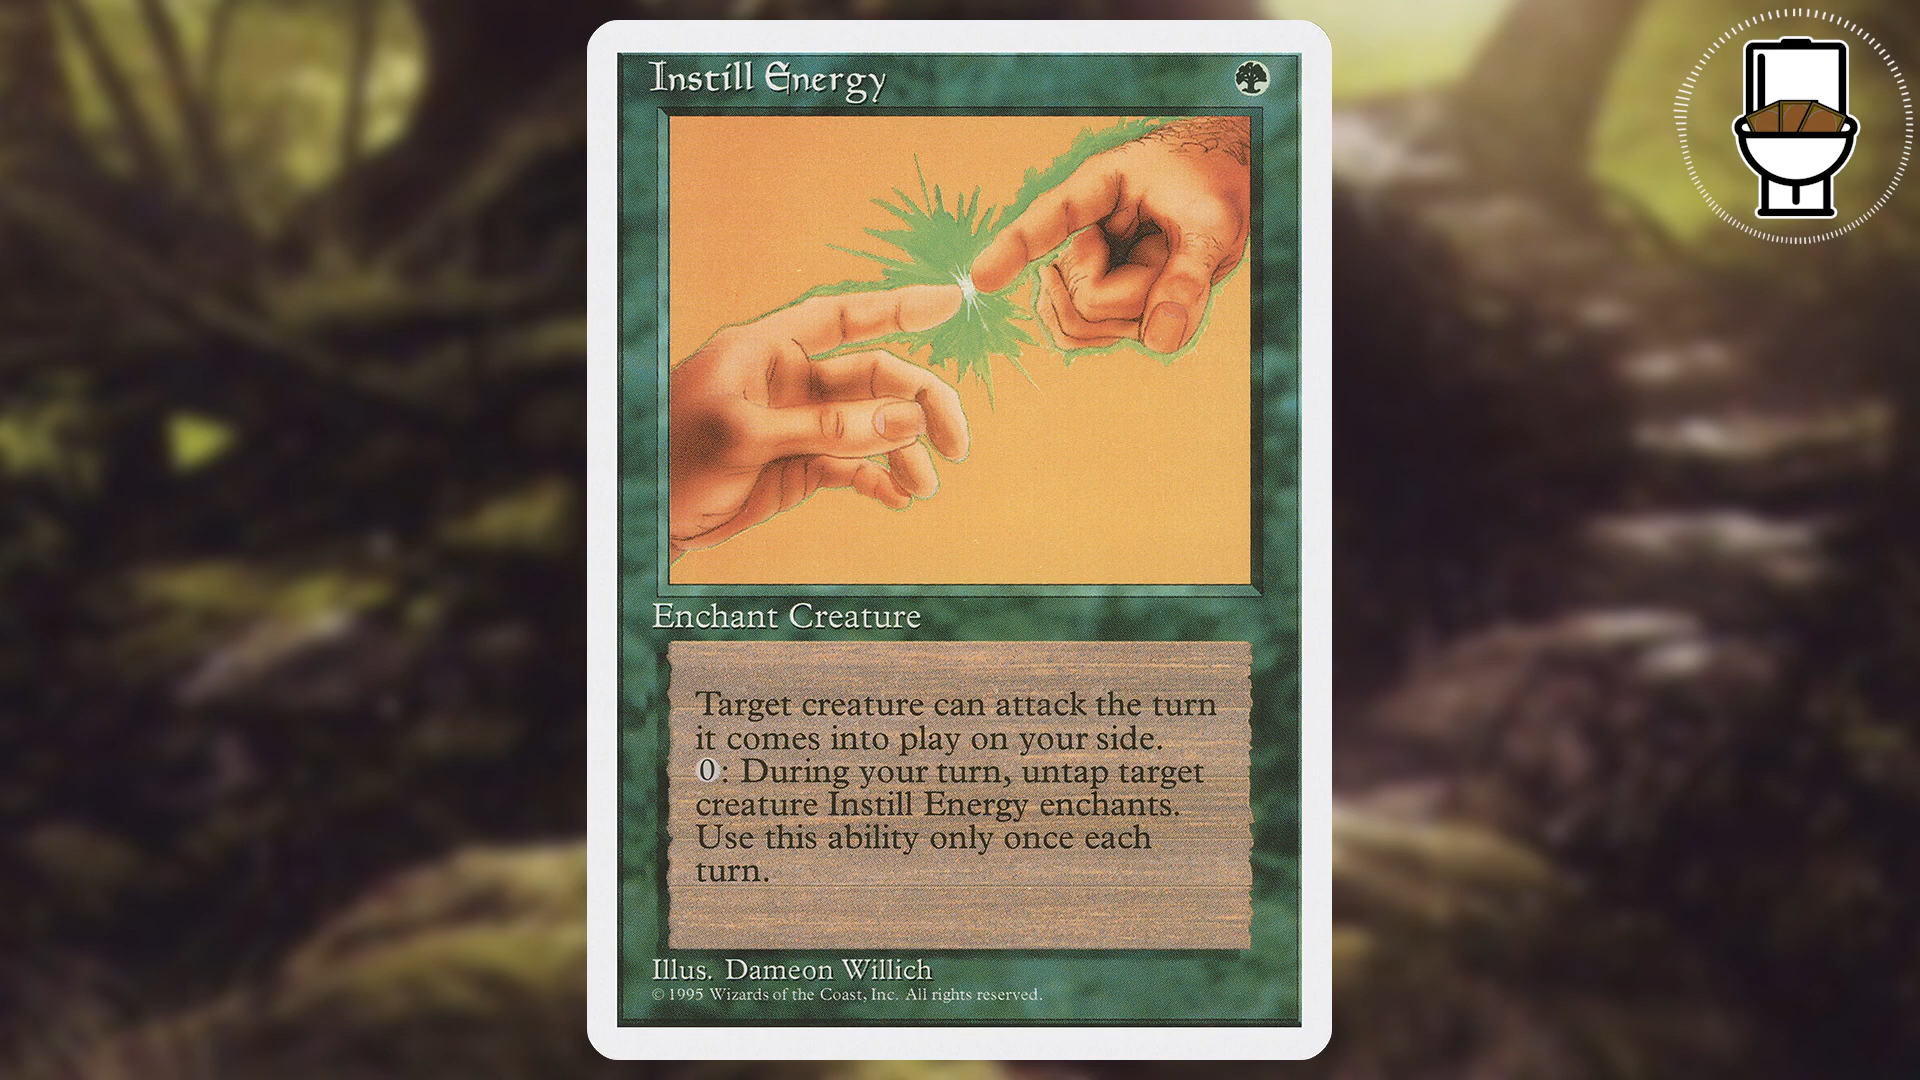 Instill Energy
Enchant Creature
Target creature can attack the turn
it comes into play on your side.
0: During your turn, untap target
creature Instill Energy enchants.
Use this ability only once each
turn.
Illus. Dameon Willich
© 1995 Wizards of the Coast, Inc. All rights reserved.